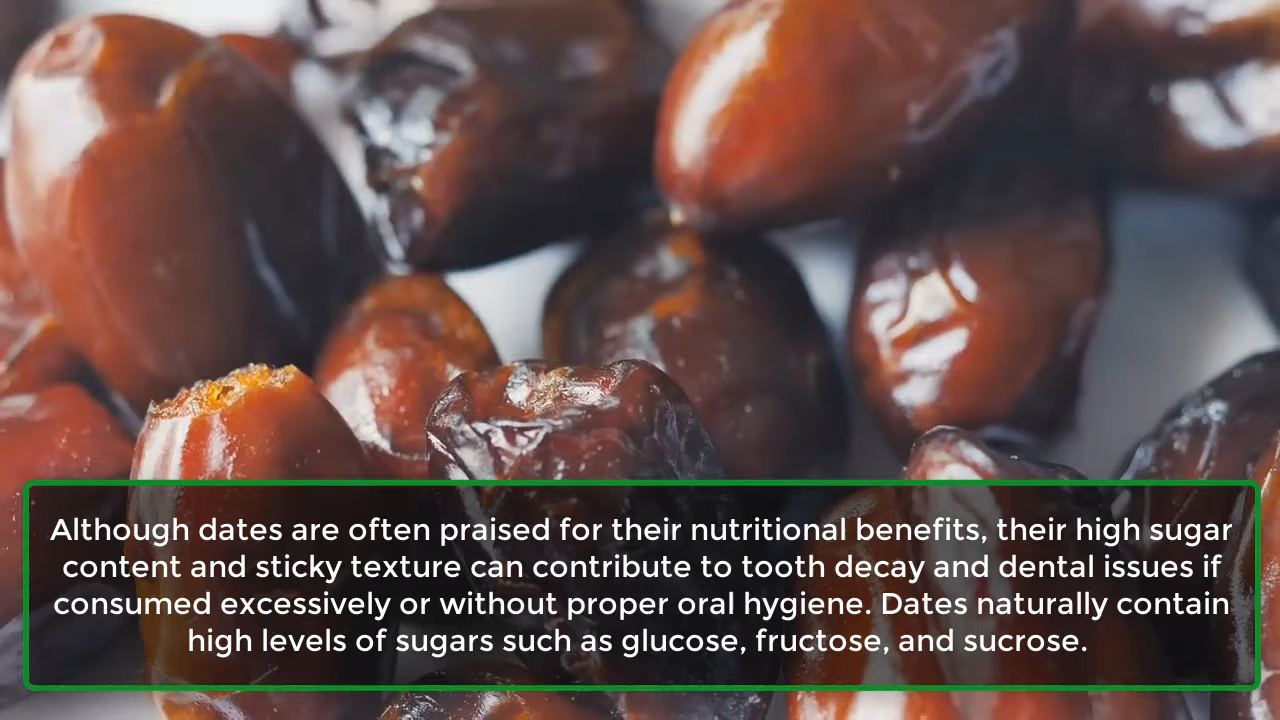 Although dates are often praised for their nutritional benefits, their high sugar
content and sticky texture can contribute to tooth decay and dental issues if
consumed excessively or without proper oral hygiene. Dates naturally contain
high levels of sugars such as glucose, fructose, and sucrose.